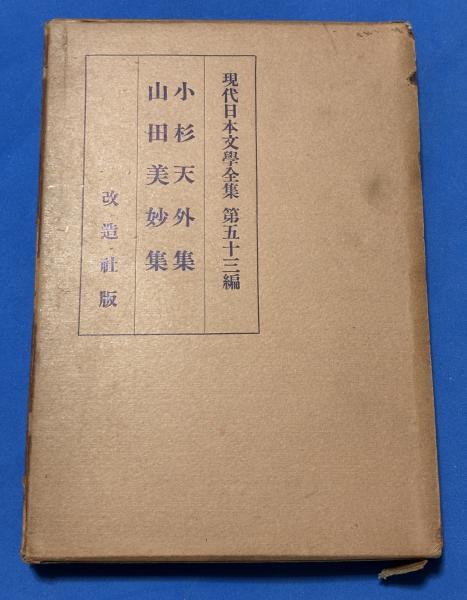 現代日本文學全集 第五十三編
小杉天外集
山田美妙集
改造社版